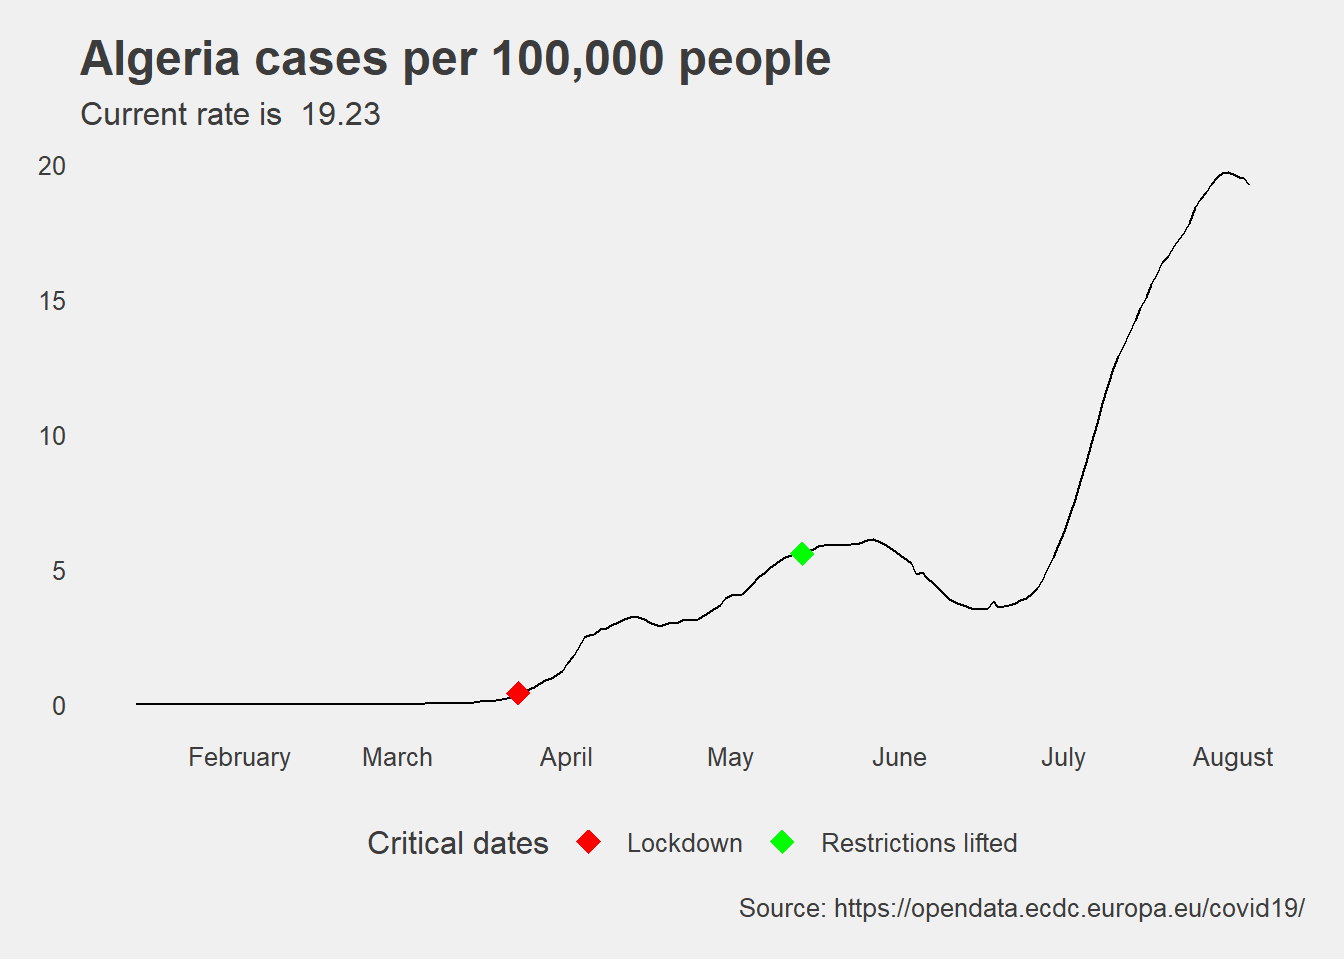 Algeria cases per 100,000 people
Current rate is  19.23
20
15
10
5
0
February March April May June July August
Critical dates Lockdown Restrictions lifted
Source: https://opendata.ecdc.europa.eu/covid19/